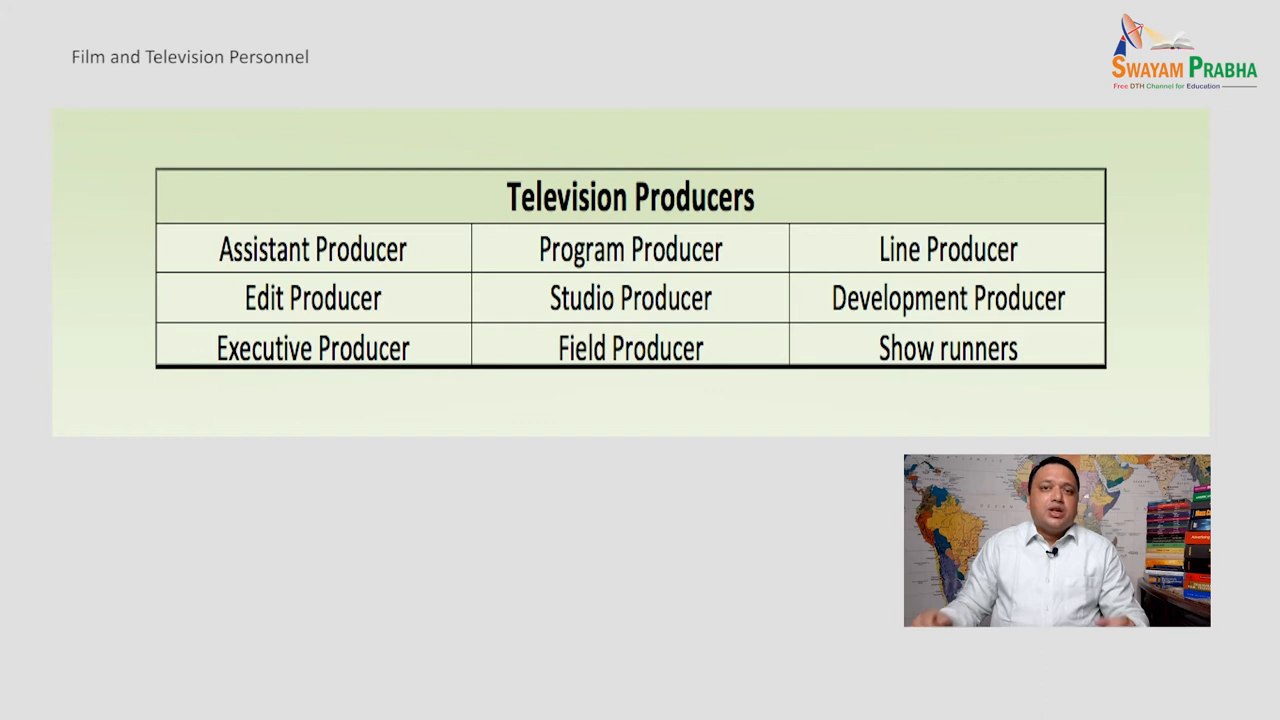 Film and Television Personnel
SWAYAM PRABHA
Free DTH Channel for Education
Television Producers
Assistant Producer Program Producer Line Producer
Edit Producer Studio Producer Development Producer
Executive Producer Field Producer Show runners